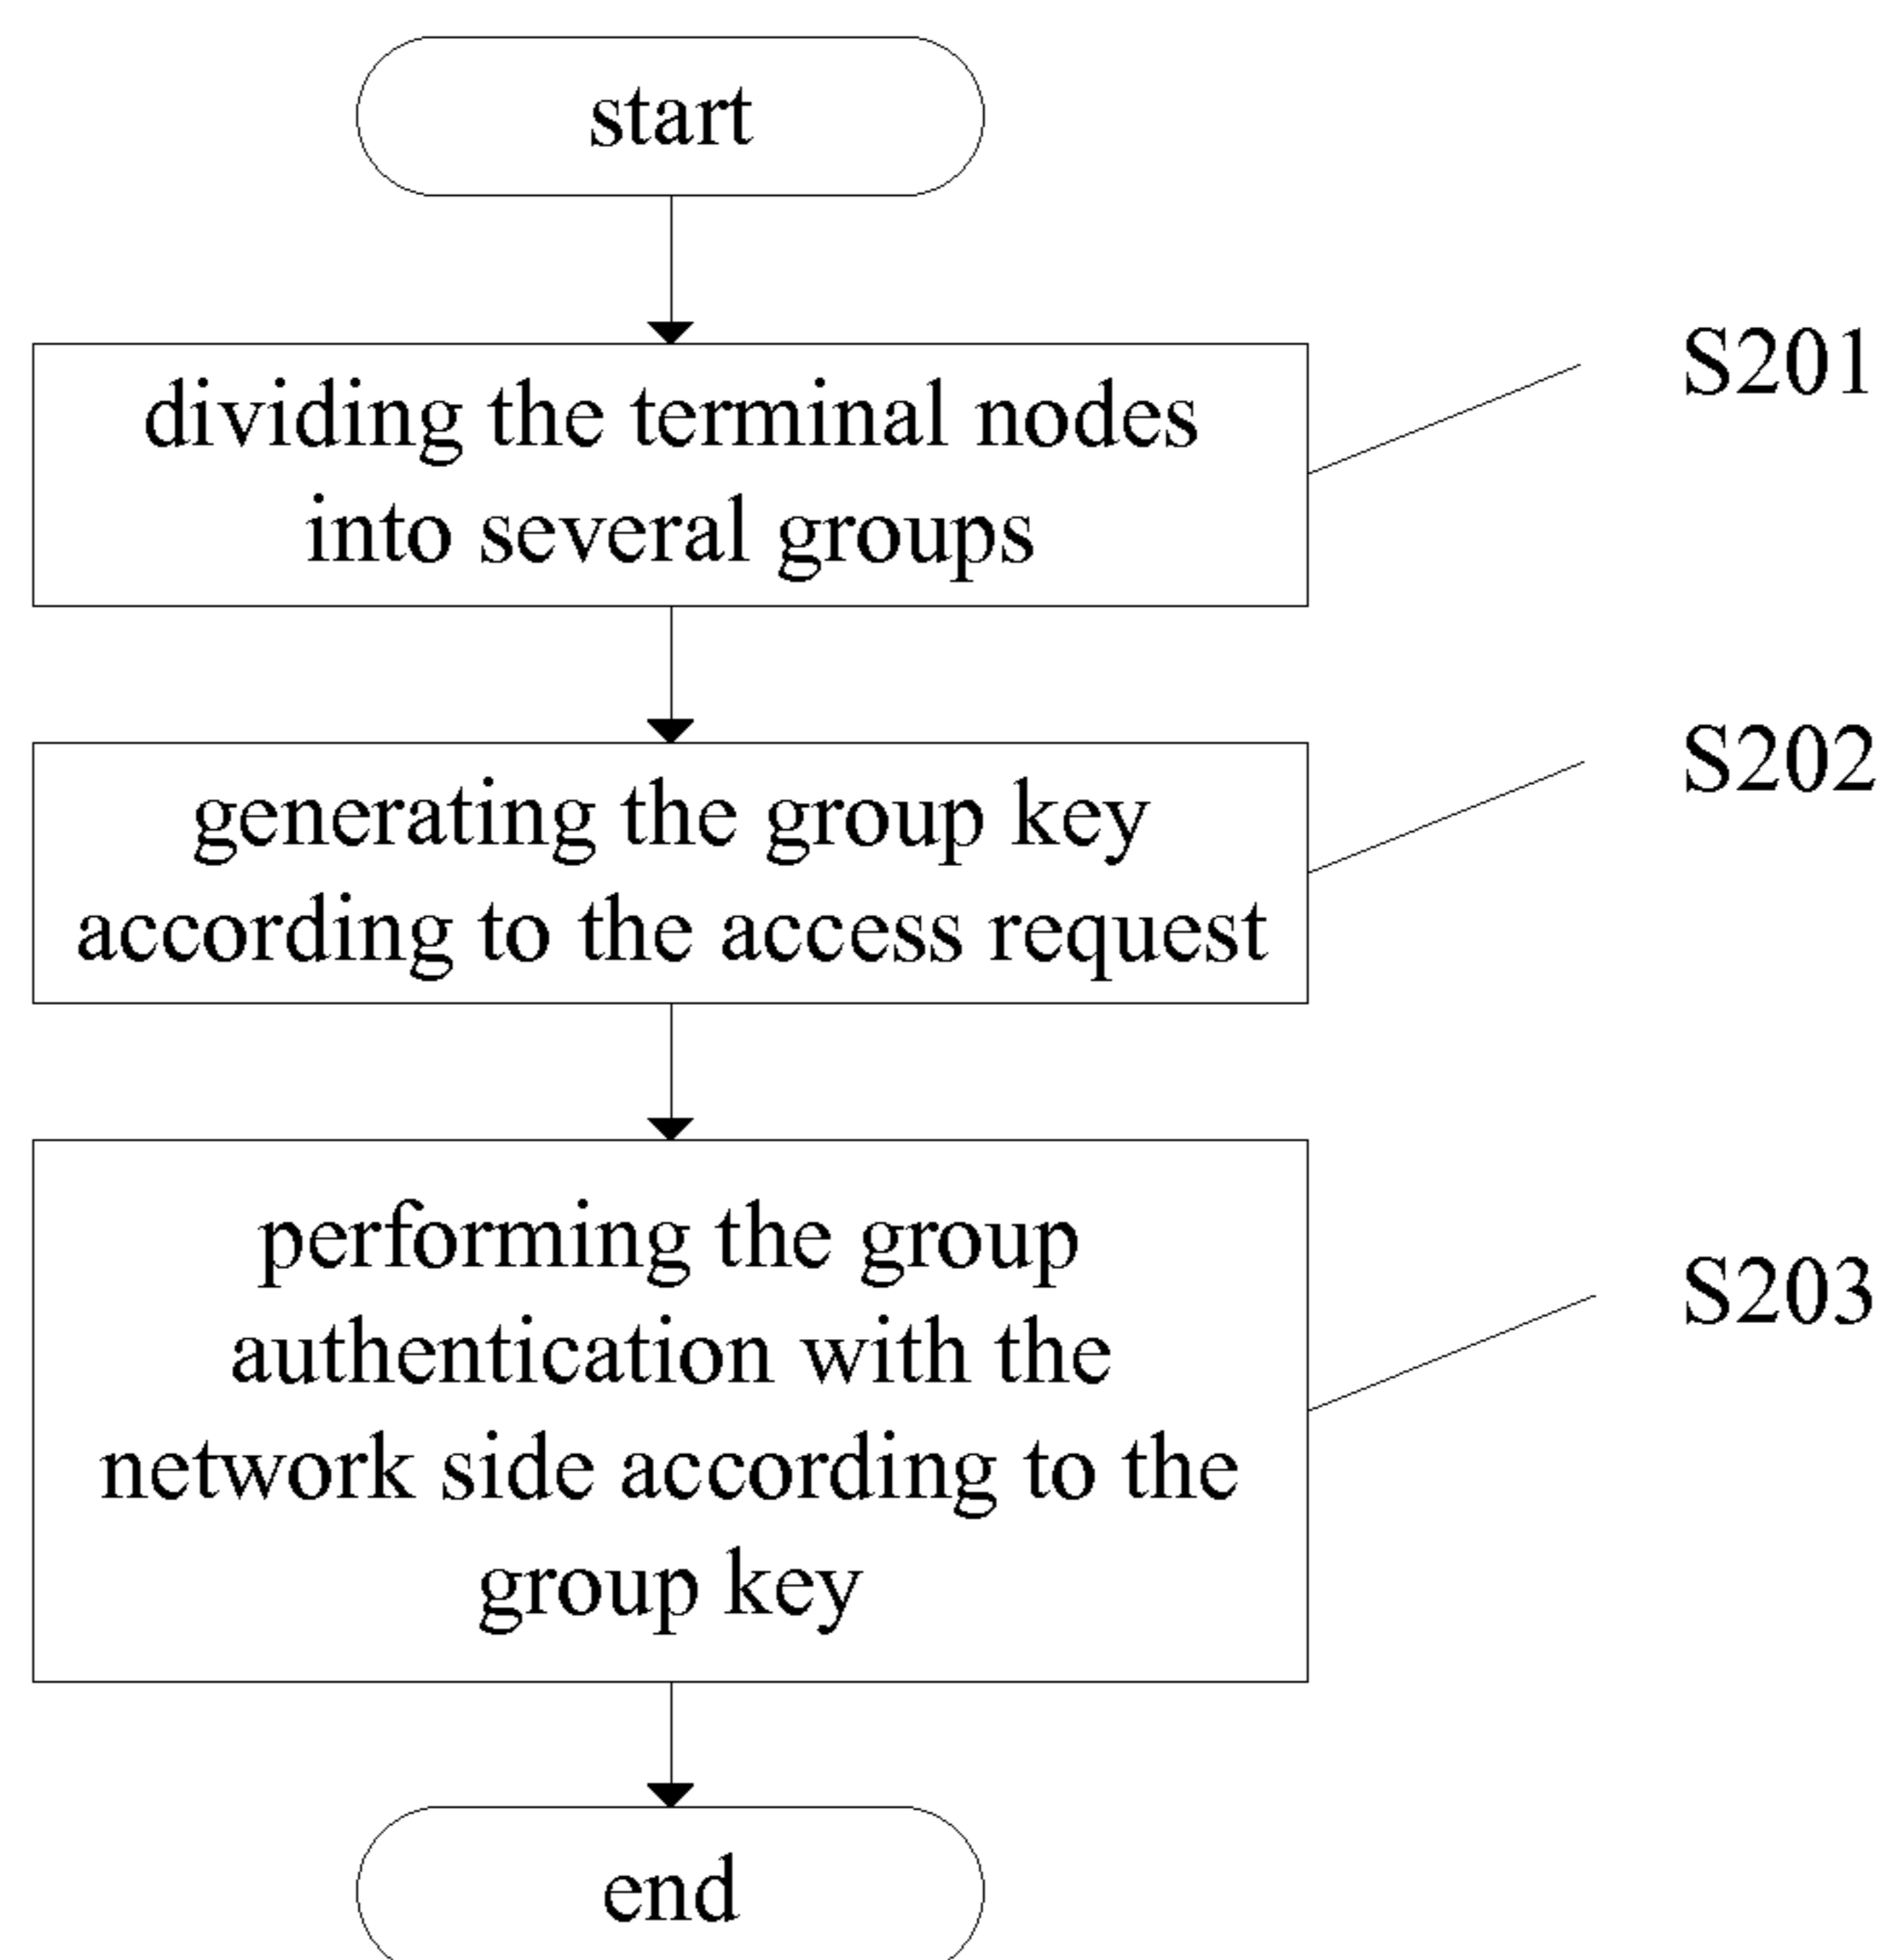 start
S201
dividing the terminal nodes
into several groups
S202
generating the group key
according to the access request
performing the group
S203
authentication with the
network side according to the
group key
end